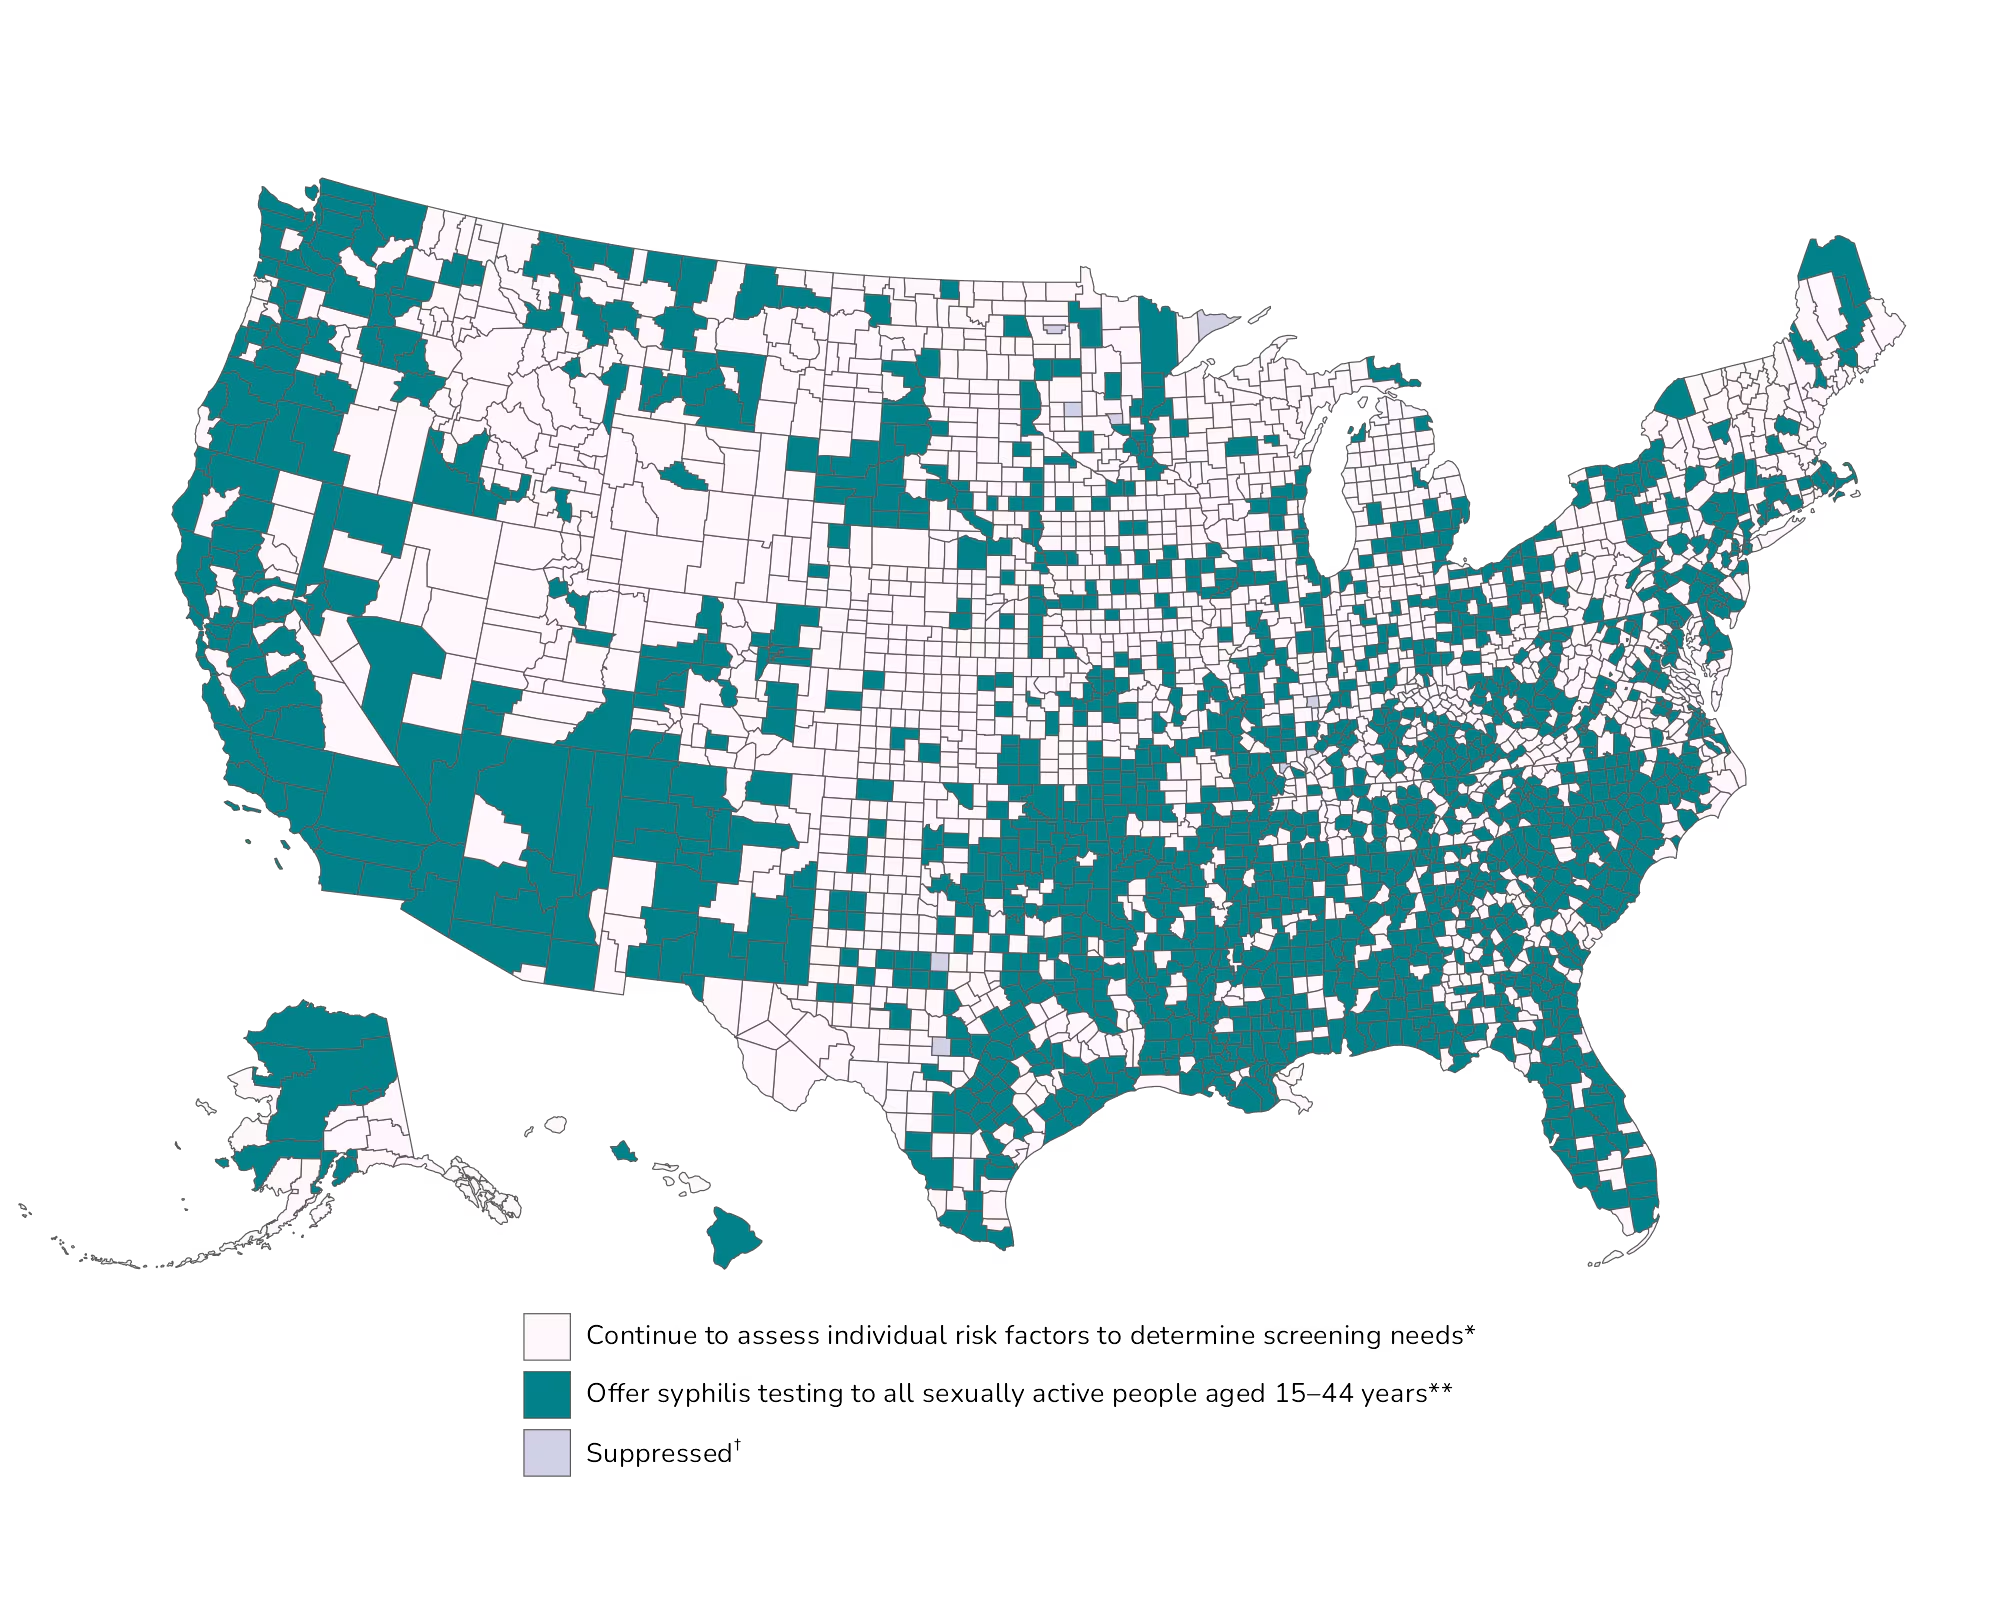 Continue to assess individual risk factors to determine screening needs*
Offer syphilis testing to all sexually active people aged 15–44 years**
Suppressed†